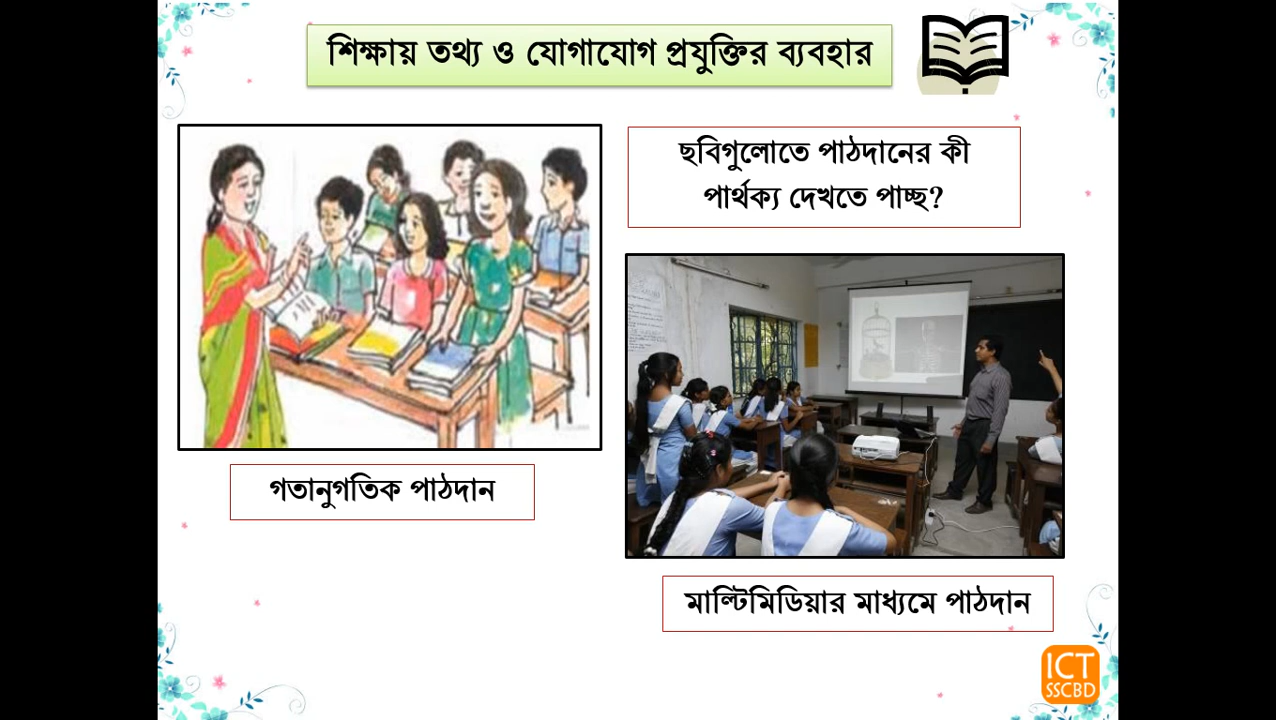 শিক্ষায় তথ্য ও যোগাযোগ প্রযুক্তির ব্যবহার
ছবিগুলোতে পাঠদানের কী
পার্থক্য দেখতে পাচ্ছ?
গতানুগতিক পাঠদান
মাল্টিমিডিয়ার মাধ্যমে পাঠদান
ICT
SSCBD